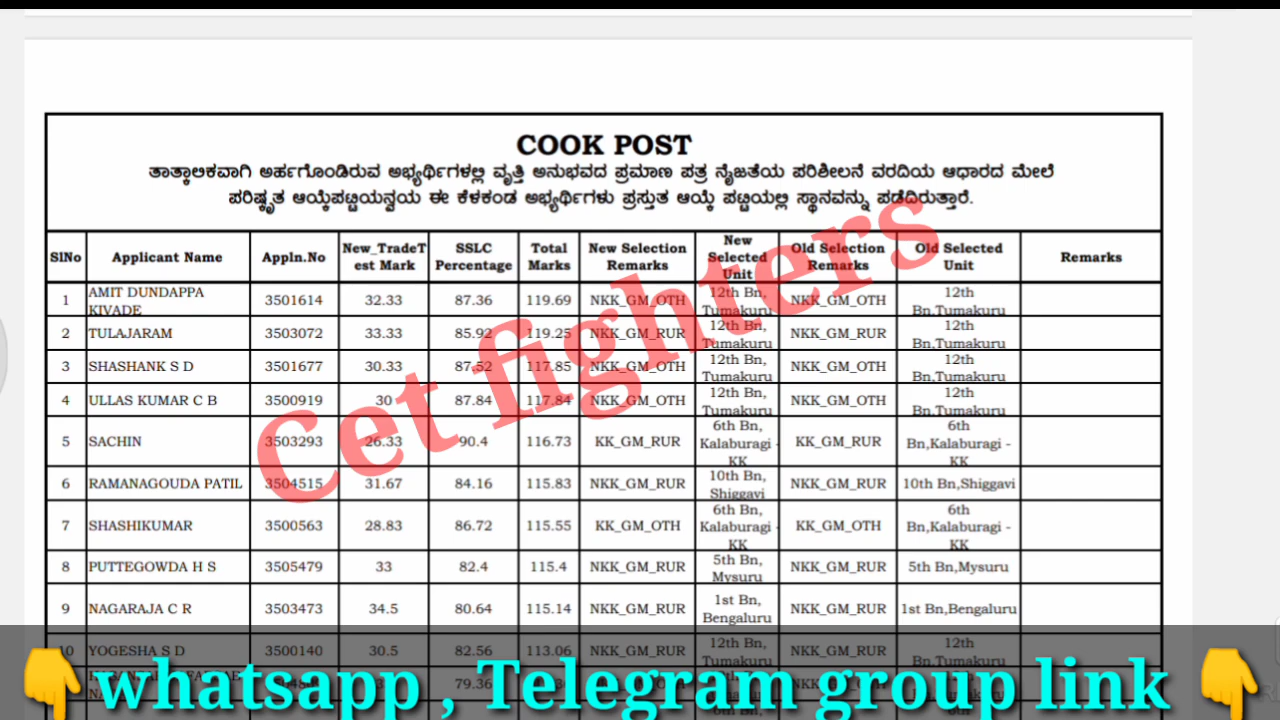 COOK POST
ತಾತ್ಕಾಲಿಕವಾಗಿ ಅರ್ಹಗೊಂಡಿರುವ ಅಭ್ಯರ್ಥಿಗಳಲ್ಲಿ ವೃತ್ತಿ ಅನುಭವದ ಪ್ರಮಾಣ ಪತ್ರ ನೈಜತೆಯ ಪರಿಶೀಲನೆ ವರದಿಯ ಆಧಾರದ ಮೇಲೆ
ಪರಿಷ್ಕೃತ ಆಯ್ಕೆಪಟ್ಟಿಯನ್ವಯ ಈ ಕೆಳಕಂಡ ಅಭ್ಯರ್ಥಿಗಳು ಪ್ರಸ್ತುತ ಆಯ್ಕೆ ಪಟ್ಟಿಯಲ್ಲಿ ಸ್ಥಾನವನ್ನು ಪಡೆದಿರುತ್ತಾರೆ.
SlNo Applicant Name Appln.No New_TradeTest Mark SSLC Percentage Total Marks New Selection Remarks New Selected Unit Old Selection Remarks Old Selected Unit Remarks
1 AMIT DUNDAPPA KIVADE 3501614 32.33 87.36 119.69 NKK_GM_OTH 12th Bn, Tumakuru NKK_GM_OTH 12th Bn,Tumakuru
2 TULAJARAM 3503072 33.33 85.92 119.25 NKK_GM_RUR 12th Bn, Tumakuru NKK_GM_RUR 12th Bn,Tumakuru
3 SHASHANK S D 3501677 30.33 87.52 117.85 NKK_GM_OTH 12th Bn, Tumakuru NKK_GM_OTH 12th Bn,Tumakuru
4 ULLAS KUMAR C B 3500919 30 87.84 117.84 NKK_GM_OTH 12th Bn, Tumakuru NKK_GM_OTH 12th Bn,Tumakuru
5 SACHIN 3503293 26.33 90.4 116.73 KK_GM_RUR 6th Bn, Kalaburagi - KK KK_GM_RUR 6th Bn,Kalaburagi - KK
6 RAMANAGOUDA PATIL 3504515 31.67 84.16 115.83 NKK_GM_RUR 10th Bn, Shiggavi NKK_GM_RUR 10th Bn,Shiggavi
7 SHASHIKUMAR 3500563 28.83 86.72 115.55 KK_GM_OTH 6th Bn, Kalaburagi - KK KK_GM_OTH 6th Bn,Kalaburagi - KK
8 PUTTEGOWDA H S 3505479 33 82.4 115.4 NKK_GM_RUR 5th Bn, Mysuru NKK_GM_RUR 5th Bn,Mysuru
9 NAGARAJA C R 3503473 34.5 80.64 115.14 NKK_GM_RUR 1st Bn, Bengaluru NKK_GM_RUR 1st Bn,Bengaluru
10 YOGESHA S D 3500140 30.5 82.56 113.06 NKK_GM_RUR 12th Bn, Tumakuru NKK_GM_RUR 12th Bn,Tumakuru
79.36
Cet fighters
whatsapp , Telegram group link